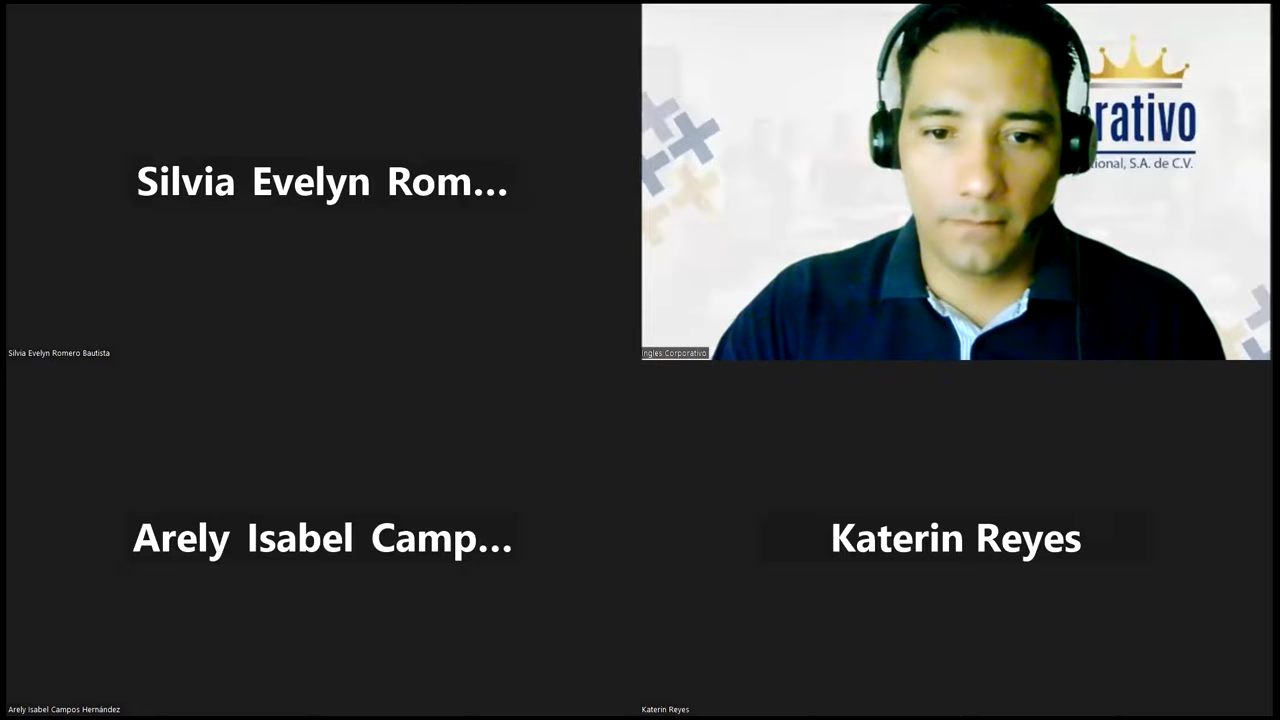 Silvia Evelyn Rom...
Silvia Evelyn Romero Bautista
rativo
ional, S.A. de C.V.
ngles Corporativo
Arely Isabel Camp...
Arely Isabel Campos Hernández
Katerin Reyes
Katerin Reyes